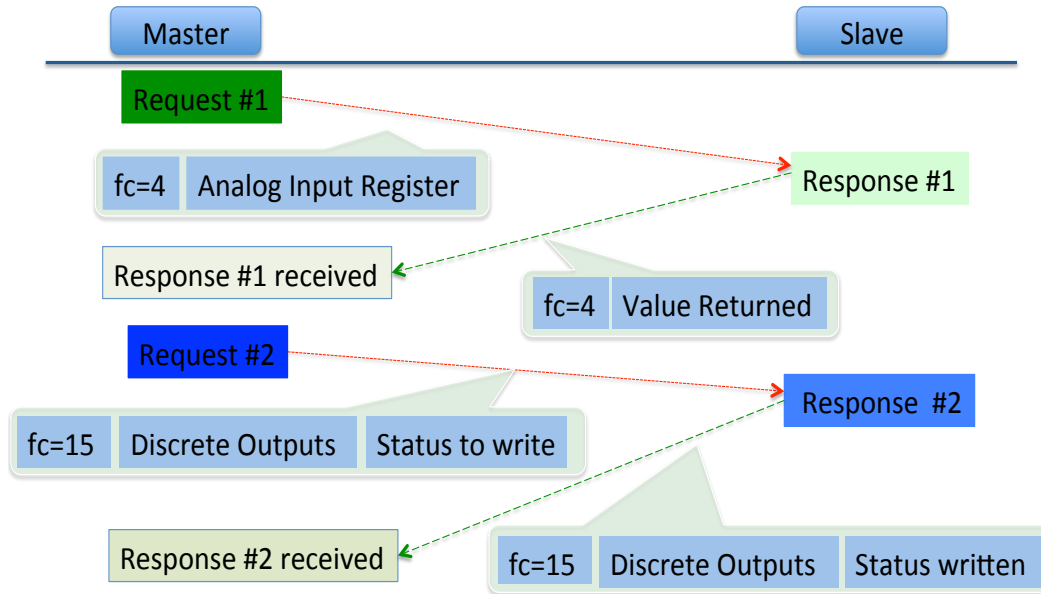 Master
Slave
Request #1
fc=4 Analog Input Register
Response #1
Response #1 received
fc=4 Value Returned
Request #2
Response #2
fc=15 Discrete Outputs Status to write
Response #2 received
fc=15 Discrete Outputs Status written